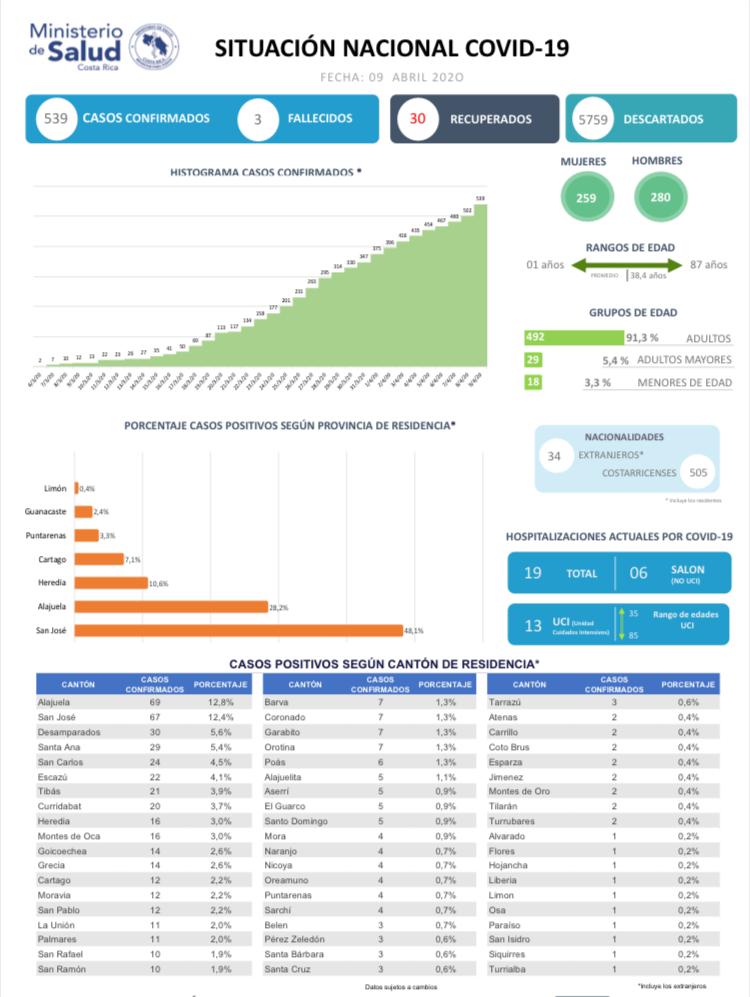 Ministerio
de Salud
Costa Rica
SITUACIÓN NACIONAL COVID-19
FECHA: 09 ABRIL 2020
539 CASOS CONFIRMADOS 3 FALLECIDOS 30 RECUPERADOS 5759 DESCARTADOS
HISTOGRAMA CASOS CONFIRMADOS *
2 7 10 12 13 22 23 26 27 35 41 50 69 87 113 117 134 158 177 201 231 263 295 314 330 347 375 396 416 435 454 467 483 502 539
6/3/20 7/3/20 8/3/20 9/3/20 10/3/20 11/3/20 12/3/20 13/3/20 14/3/20 15/3/20 16/3/20 17/3/20 18/3/20 19/3/20 20/3/20 21/3/20 22/3/20 23/3/20 24/3/20 25/3/20 26/3/20 27/3/20 28/3/20 29/3/20 30/3/20 31/3/20 1/4/20 2/4/20 3/4/20 4/4/20 5/4/20 6/4/20 7/4/20 8/4/20 9/4/20
MUJERES HOMBRES
259 280
RANGOS DE EDAD
01 años 87 años
PROMEDIO 38,4 años
GRUPOS DE EDAD
492 91,3 % ADULTOS
29 5,4 % ADULTOS MAYORES
18 3,3 % MENORES DE EDAD
PORCENTAJE CASOS POSITIVOS SEGÚN PROVINCIA DE RESIDENCIA*
Limón 0,4%
Guanacaste 2,4%
Puntarenas 3,3%
Cartago 7,1%
Heredia 10,6%
Alajuela 28,2%
San José 48,1%
NACIONALIDADES
34 EXTRANJEROS*
COSTARRICENSES 505
* Incluye los residentes
HOSPITALIZACIONES ACTUALES POR COVID-19
19 TOTAL 06 SALON
(NO UCI)
13 UCI (Unidad
Cuidados Intensivos)
35
85
Rango de edades
UCI
CASOS POSITIVOS SEGÚN CANTÓN DE RESIDENCIA*
CANTÓN CASOS CONFIRMADOS PORCENTAJE CANTÓN CASOS CONFIRMADOS PORCENTAJE CANTÓN CASOS CONFIRMADOS PORCENTAJE
Alajuela 69 12,8% Barva 7 1,3% Tarrazú 3 0,6%
San José 67 12,4% Coronado 7 1,3% Atenas 2 0,4%
Desamparados 30 5,6% Garabito 7 1,3% Carrillo 2 0,4%
Santa Ana 29 5,4% Orotina 7 1,3% Coto Brus 2 0,4%
San Carlos 24 4,5% Poás 6 1,3% Esparza 2 0,4%
Escazú 22 4,1% Alajuelita 5 1,1% Jimenez 2 0,4%
Tibás 21 3,9% Aserrí 5 0,9% Montes de Oro 2 0,4%
Curridabat 20 3,7% El Guarco 5 0,9% Tilarán 2 0,4%
Heredia 16 3,0% Santo Domingo 5 0,9% Turrubares 2 0,4%
Montes de Oca 16 3,0% Mora 4 0,9% Alvarado 1 0,2%
Goicoechea 14 2,6% Naranjo 4 0,7% Flores 1 0,2%
Grecia 14 2,6% Nicoya 4 0,7% Hojancha 1 0,2%
Cartago 12 2,2% Oreamuno 4 0,7% Liberia 1 0,2%
Moravia 12 2,2% Puntarenas 4 0,7% Limon 1 0,2%
San Pablo 12 2,2% Sarchí 4 0,7% Osa 1 0,2%
La Unión 11 2,0% Belen 3 0,7% Paraíso 1 0,2%
Palmares 11 2,0% Pérez Zeledón 3 0,6% San Isidro 1 0,2%
San Rafael 10 1,9% Santa Bárbara 3 0,6% Siquirres 1 0,2%
San Ramón 10 1,9% Santa Cruz 3 0,6% Turrialba 1 0,2%
Datos sujetos a cambios *Incluye los extranjeros